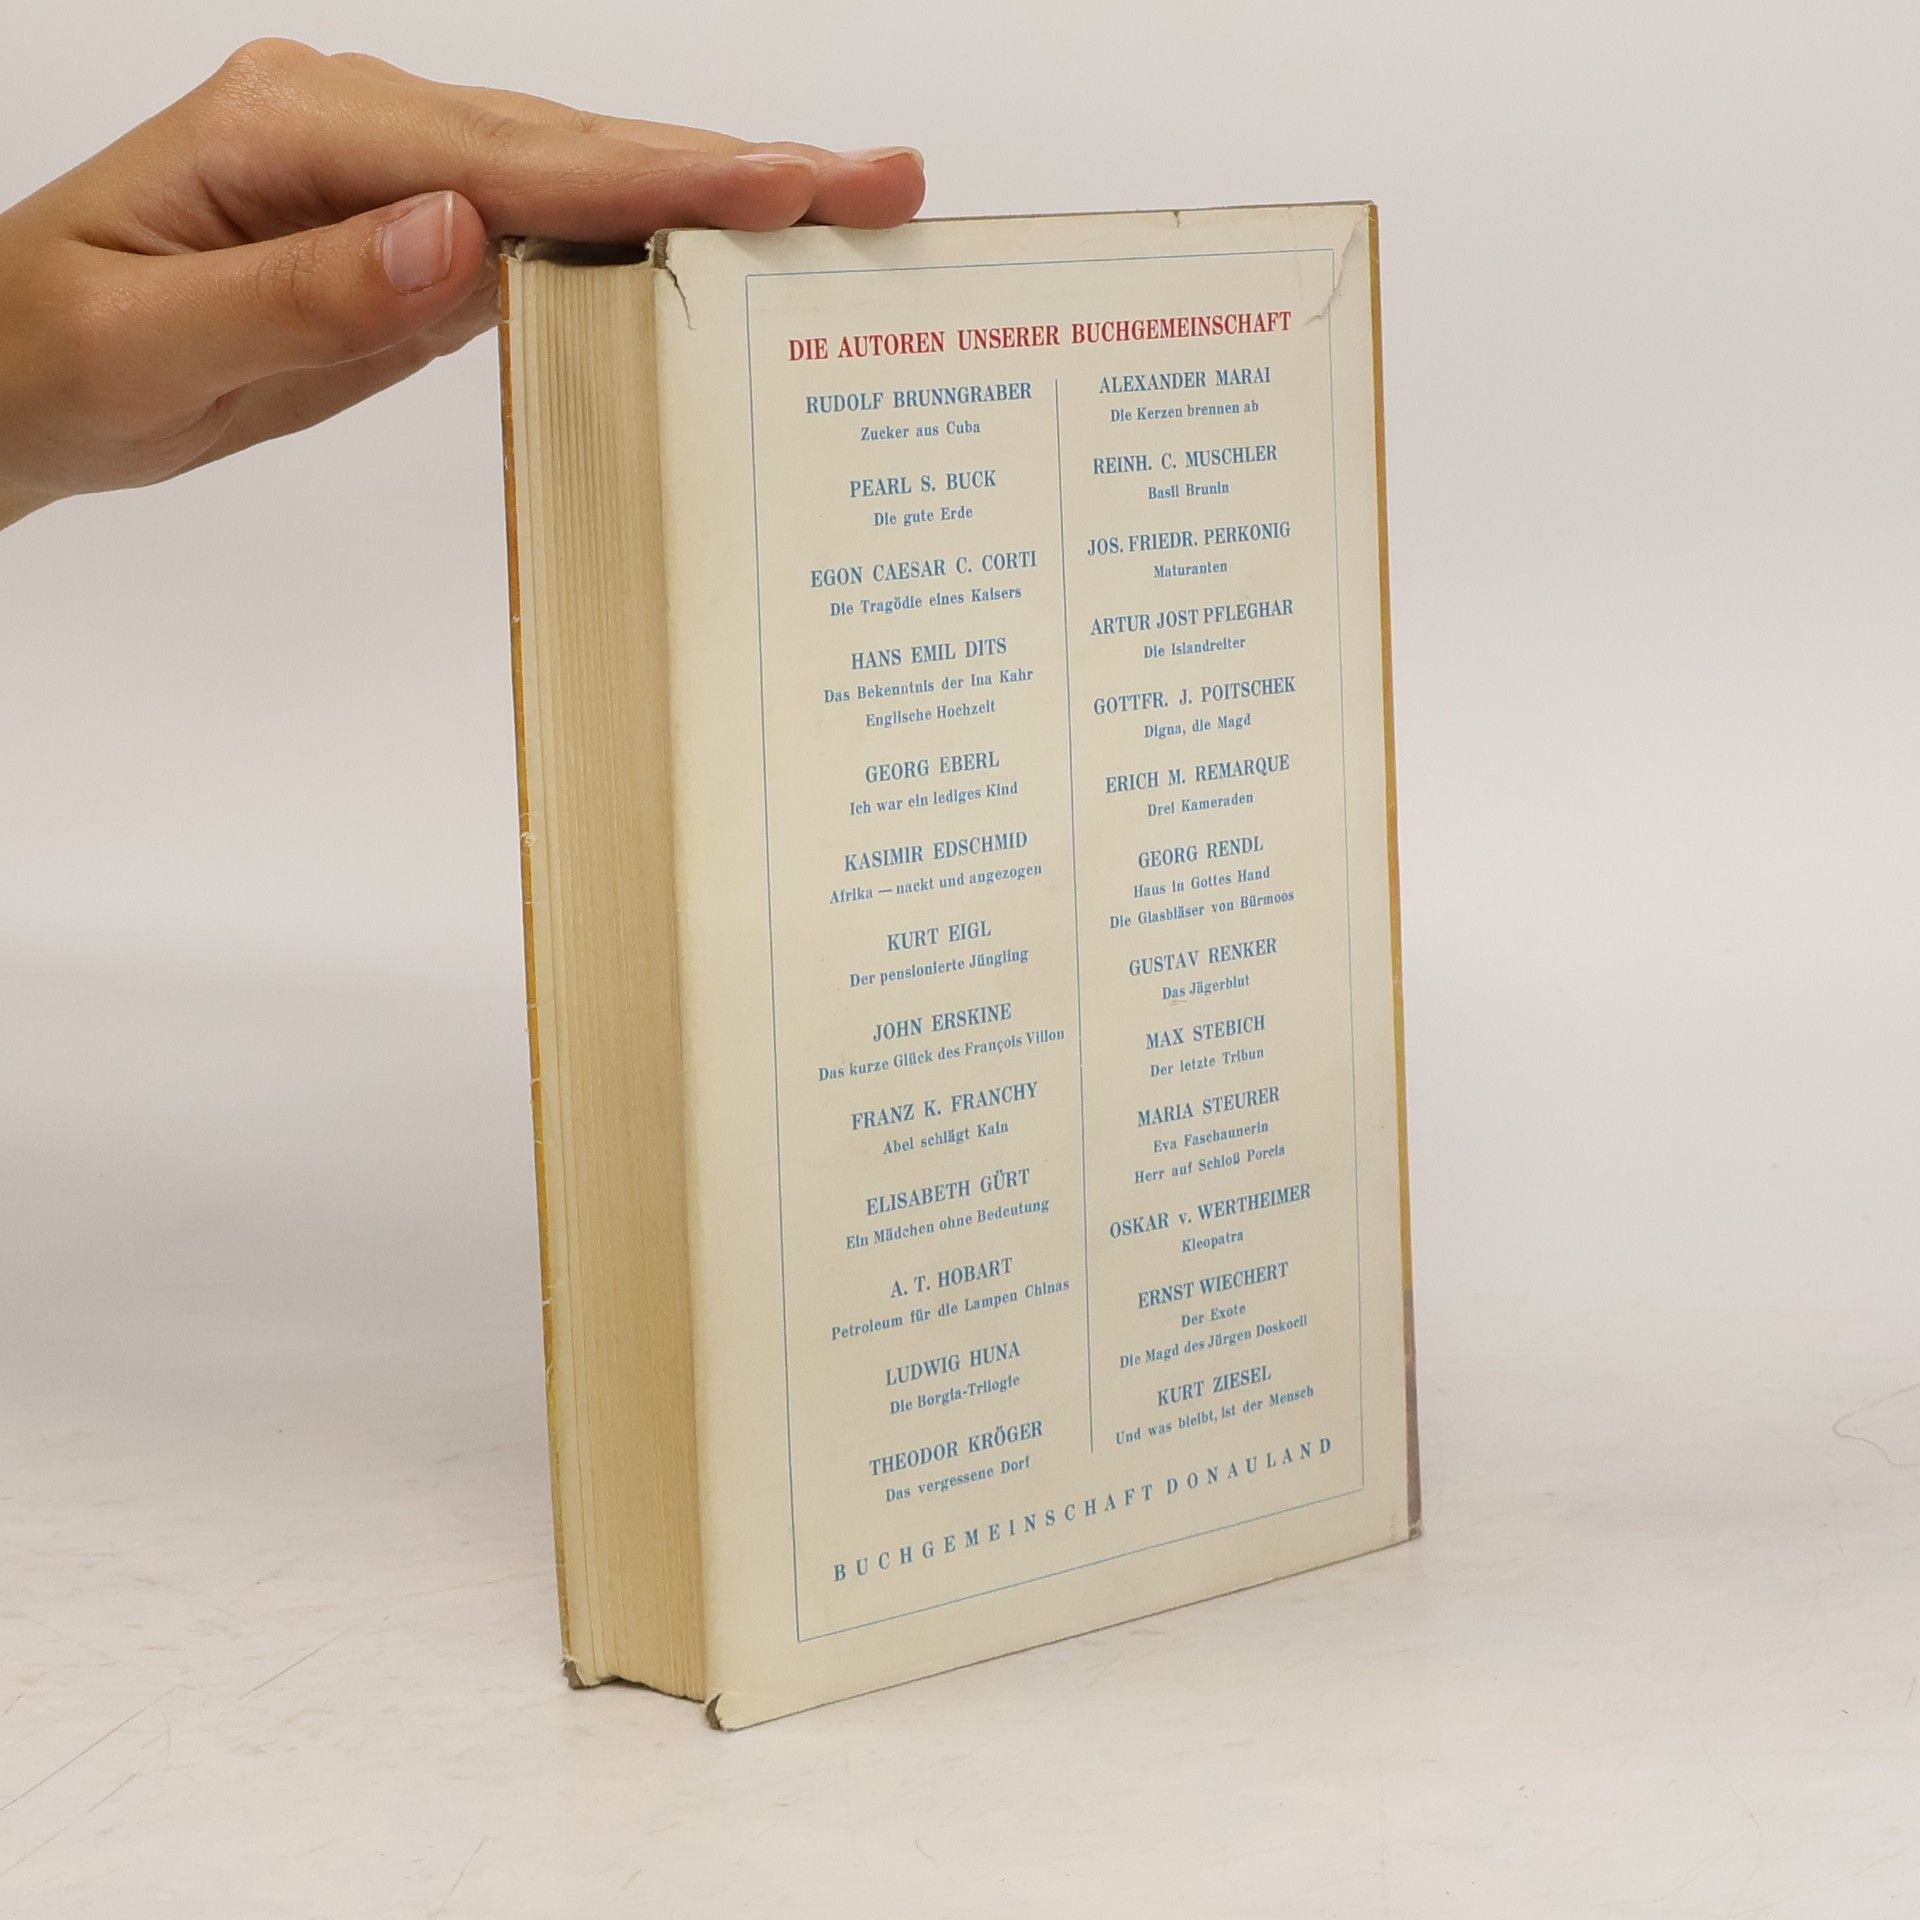 DIE AUTOREN UNSERER BUCHGEMEINSCHAFT
RUDOLF BRUNNGRABER
Zucker aus Cuba
PEARL S. BUCK
Die gute Erde
EGON CAESAR C. CORTI
Die Tragödie eines Kaisers
HANS EMIL DITS
Das Bekenntnis der Ina Kahr
Englische Hochzeit
GEORG EBERL
Ich war ein lediges Kind
KASIMIR EDSCHMID
Afrika — nackt und angezogen
KURT EIGL
Der pensionierte Jüngling
JOHN ERSKINE
Das kurze Glück des François Villon
FRANZ K. FRANCHY
Abel schlägt Kain
ELISABETH GÜRT
Ein Mädchen ohne Bedeutung
A. T. HOBART
Petroleum für die Lampen Chinas
LUDWIG HUNA
Die Borgia-Trilogie
THEODOR KRÖGER
Das vergessene Dorf
ALEXANDER MARAI
Die Kerzen brennen ab
REINH. C. MUSCHLER
Basil Brunin
JOS. FRIEDR. PERKONIG
Maturanten
ARTUR JOST PFLEGHAR
Die Islandreiter
GOTTFR. J. POITSCHEK
Digna, die Magd
ERICH M. REMARQUE
Drei Kameraden
GEORG RENDL
Haus in Gottes Hand
Die Glasbläser von Bürmoos
GUSTAV RENKER
Das Jägerblut
MAX STEBICH
Der letzte Tribun
MARIA STEURER
Eva Faschaunerin
Herr auf Schloß Porcia
OSKAR v. WERTHEIMER
Kleopatra
ERNST WIECHERT
Der Exote
Die Magd des Jürgen Doskocil
KURT ZIESEL
Und was bleibt, ist der Mensch
BUCHGEMEINSCHAFT DONAULAND